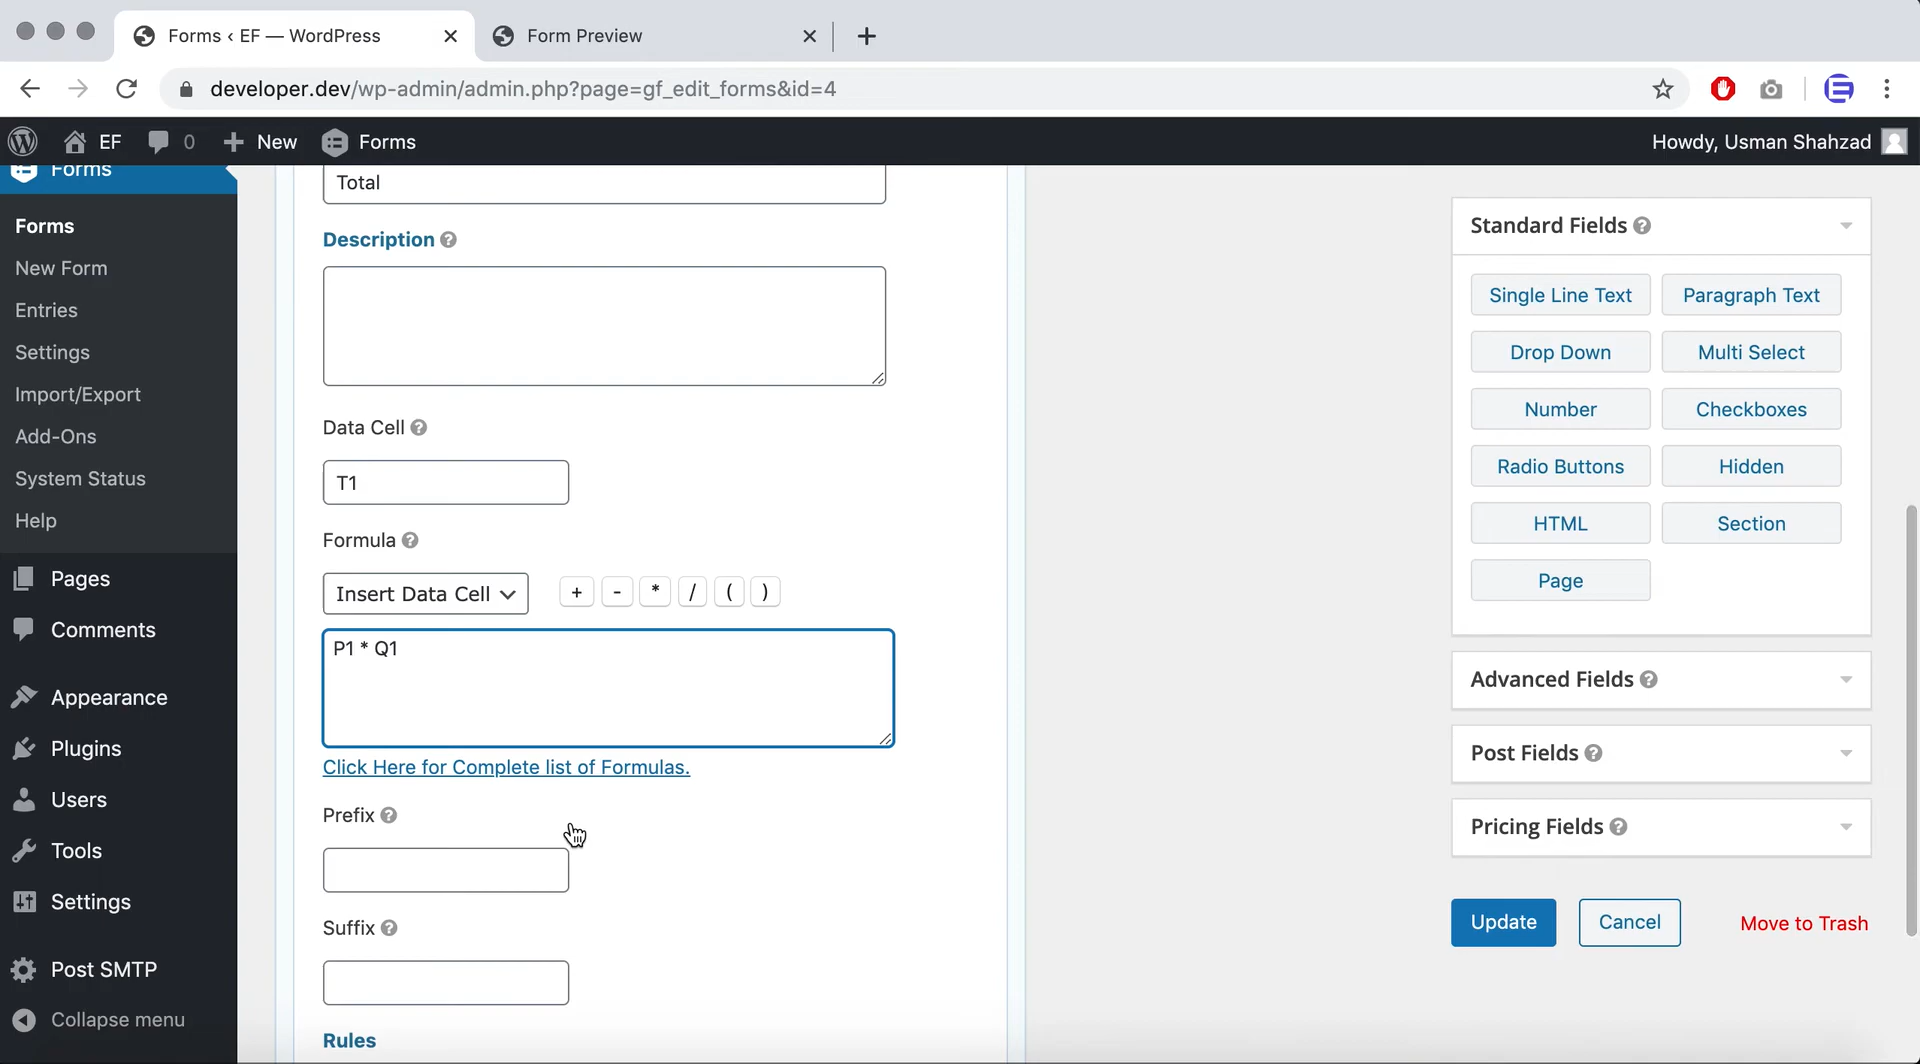 Forms ‹ EF — WordPress
Form Preview
developer.dev/wp-admin/admin.php?page=gf_edit_forms&id=4
EF
0
New
Forms
Howdy, Usman Shahzad
Forms
Forms
New Form
Entries
Settings
Import/Export
Add-Ons
System Status
Help
Pages
Comments
Appearance
Plugins
Users
Tools
Settings
Post SMTP
Collapse menu
Total
Description
Data Cell
T1
Formula
Insert Data Cell
+ - * / ( )
P1 * Q1
Click Here for Complete list of Formulas.
Prefix
Suffix
Rules
Standard Fields
Single Line Text Paragraph Text
Drop Down Multi Select
Number Checkboxes
Radio Buttons Hidden
HTML Section
Page
Advanced Fields
Post Fields
Pricing Fields
Update Cancel Move to Trash